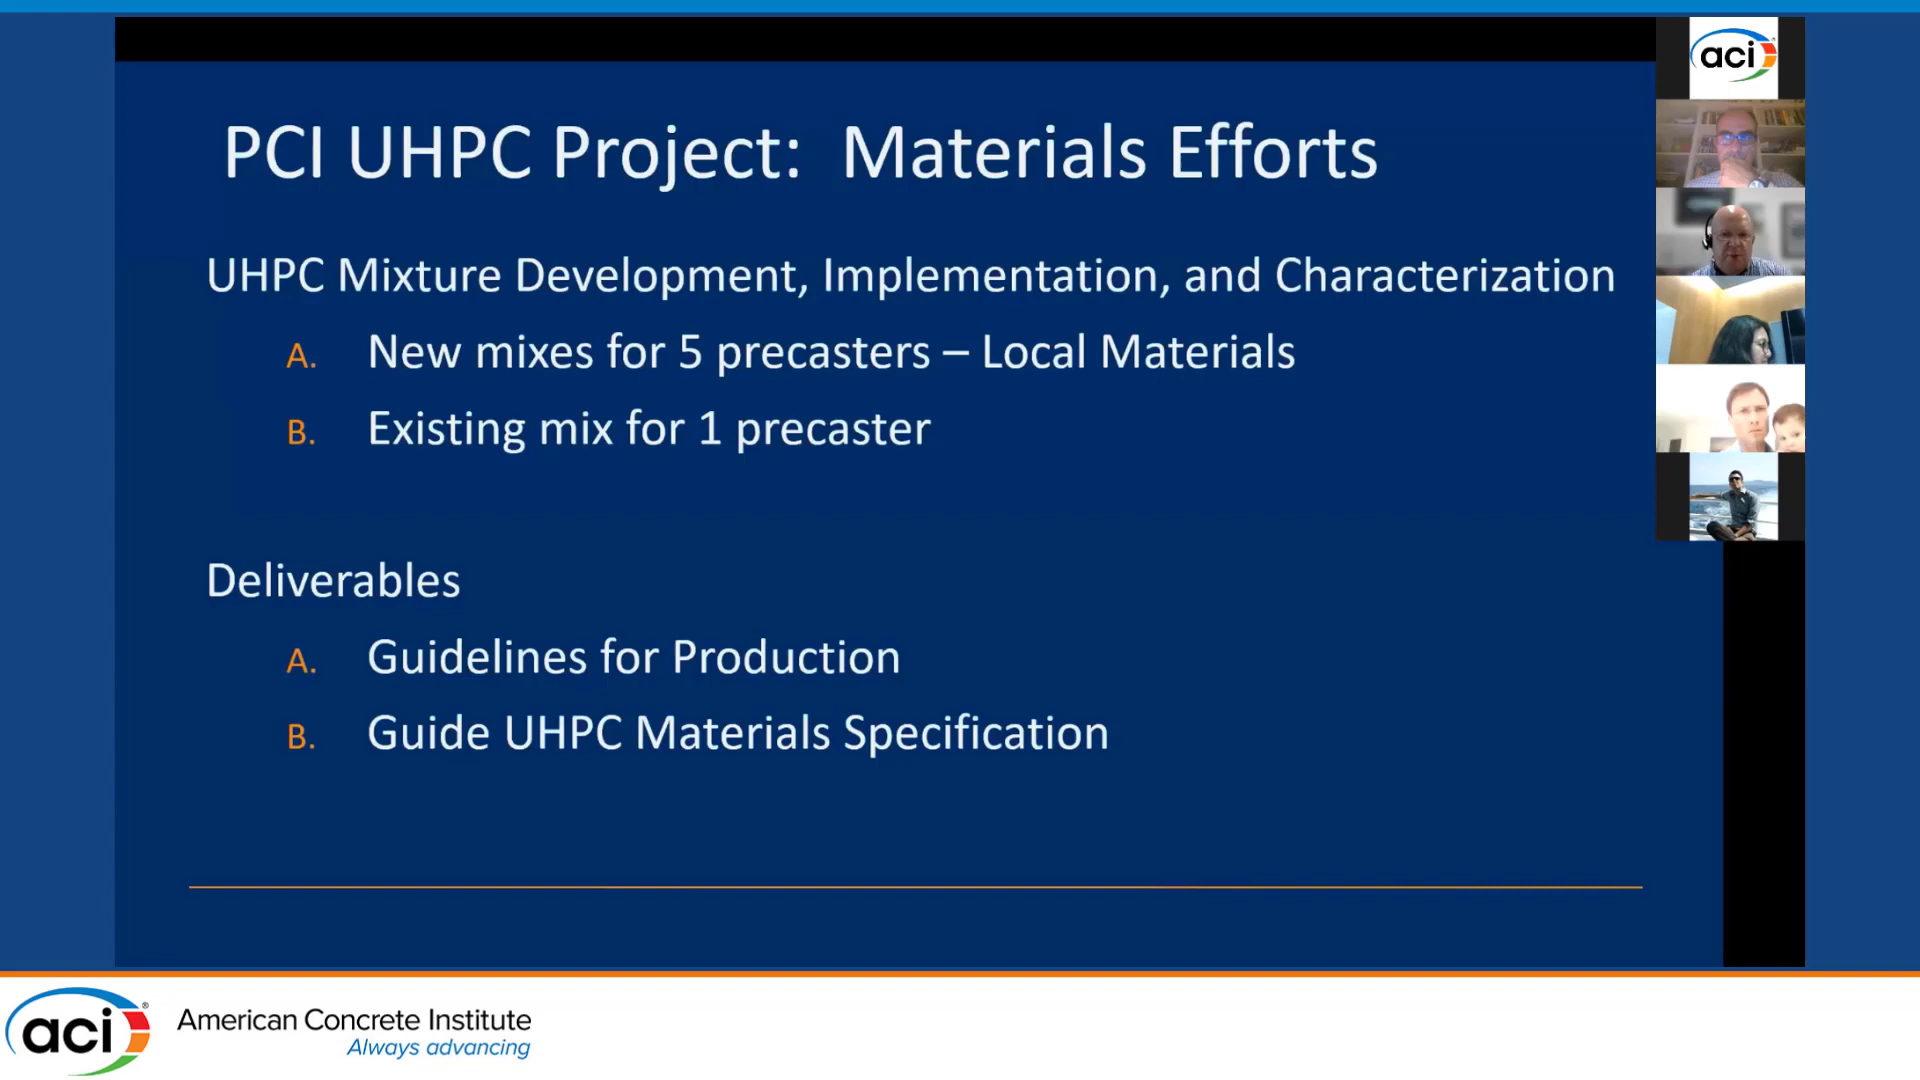 aci
PCI UHPC Project: Materials Efforts
UHPC Mixture Development, Implementation, and Characterization
A. New mixes for 5 precasters – Local Materials
B. Existing mix for 1 precaster
Deliverables
A. Guidelines for Production
B. Guide UHPC Materials Specification
aci®
American Concrete Institute
Always advancing